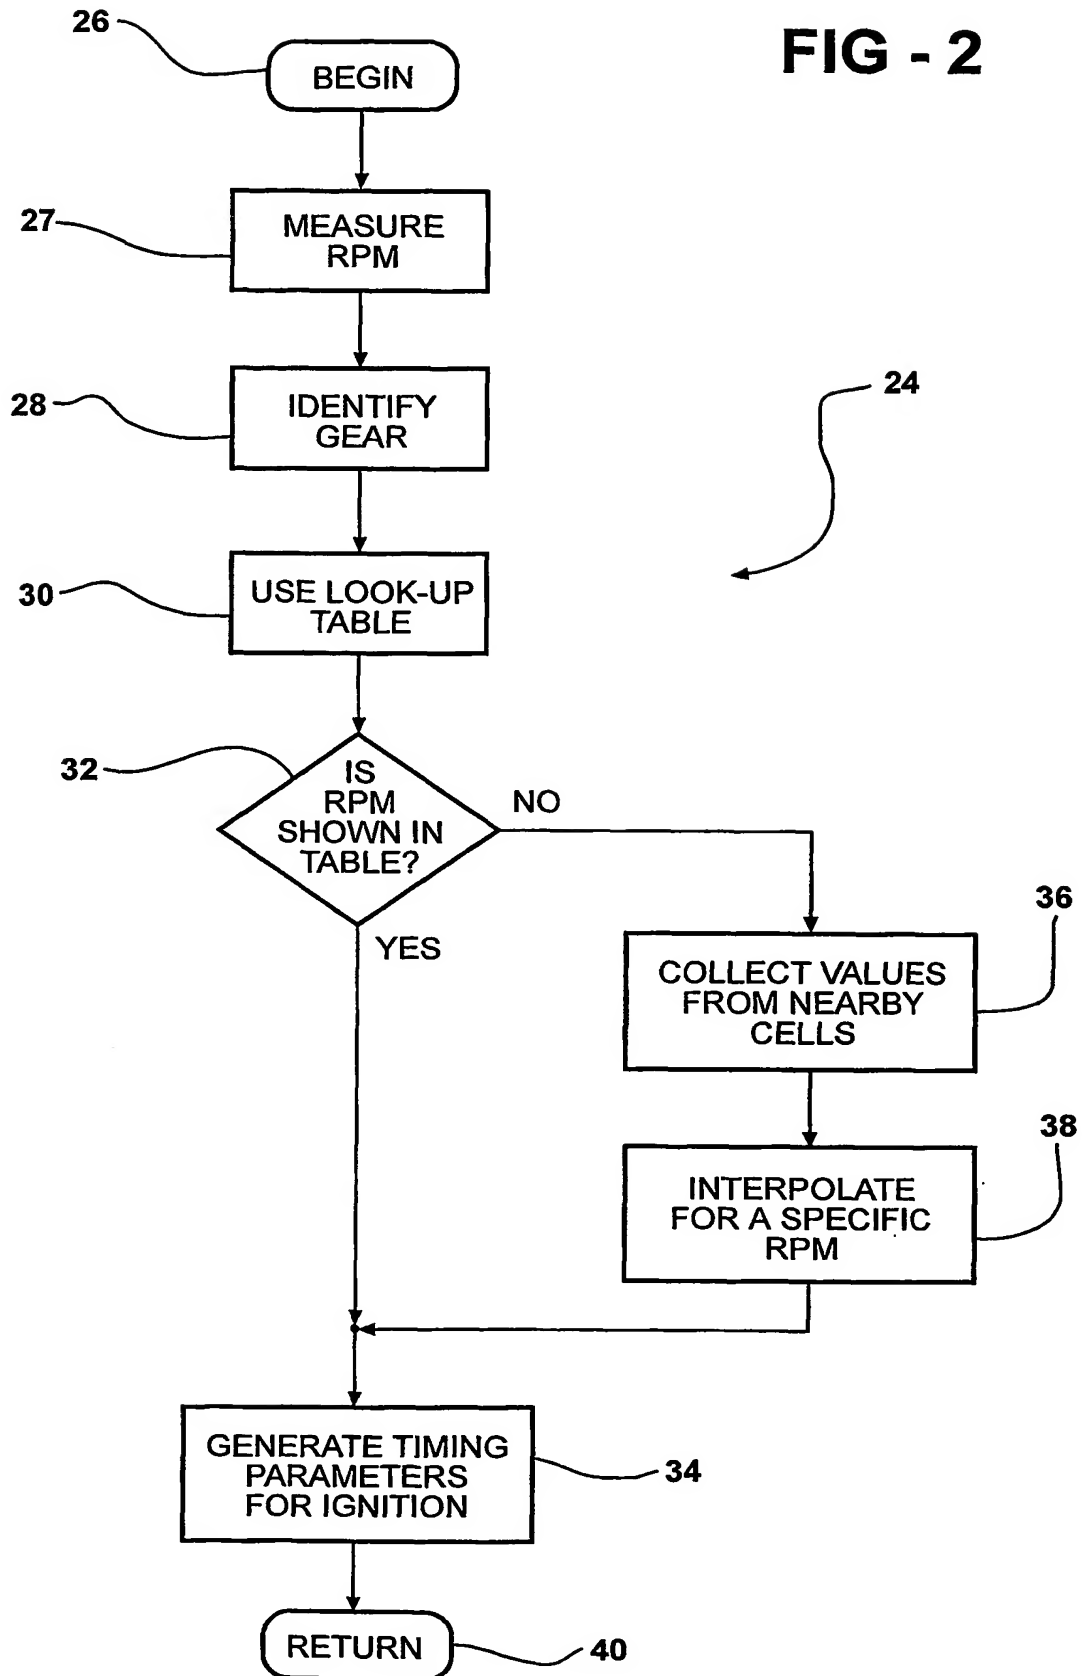 FIG - 2
26
BEGIN
27
MEASURE
RPM
28
IDENTIFY
GEAR
24
30
USE LOOK-UP
TABLE
32
IS
RPM
SHOWN IN
TABLE?
NO
YES
36
COLLECT VALUES
FROM NEARBY
CELLS
38
INTERPOLATE
FOR A SPECIFIC
RPM
GENERATE TIMING
PARAMETERS
FOR IGNITION
34
RETURN
40